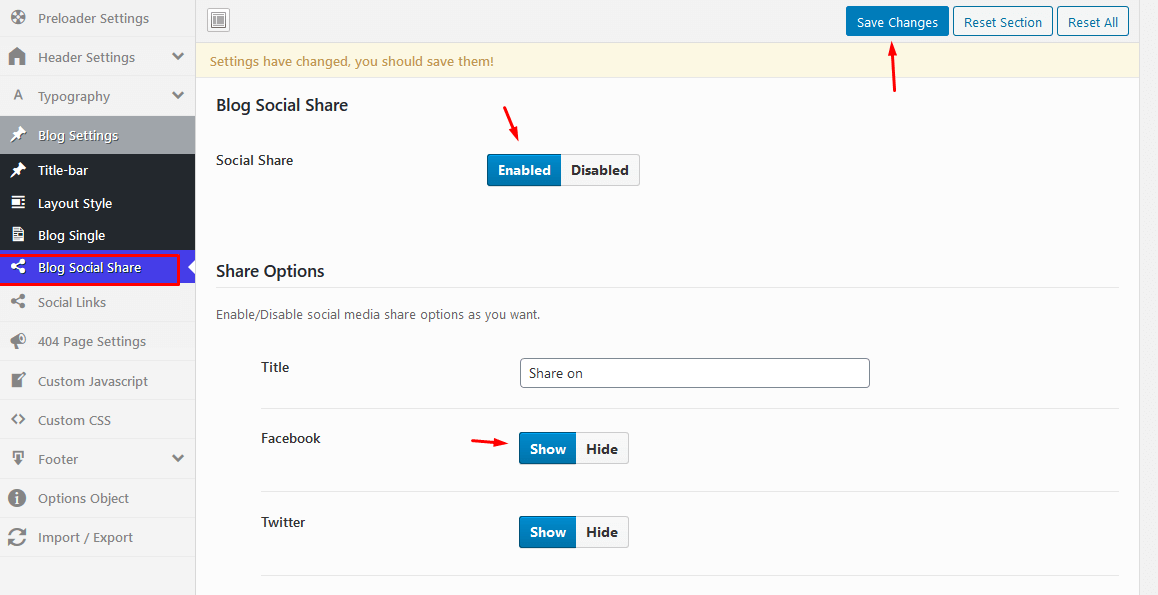 Preloader Settings
Header Settings
Typography
Blog Settings
Title-bar
Layout Style
Blog Single
Blog Social Share
Social Links
404 Page Settings
Custom Javascript
Custom CSS
Footer
Options Object
Import / Export
Save Changes Reset Section Reset All
Settings have changed, you should save them!
Blog Social Share
Social Share Enabled Disabled
Share Options
Enable/Disable social media share options as you want.
Title Share on
Facebook Show Hide
Twitter Show Hide